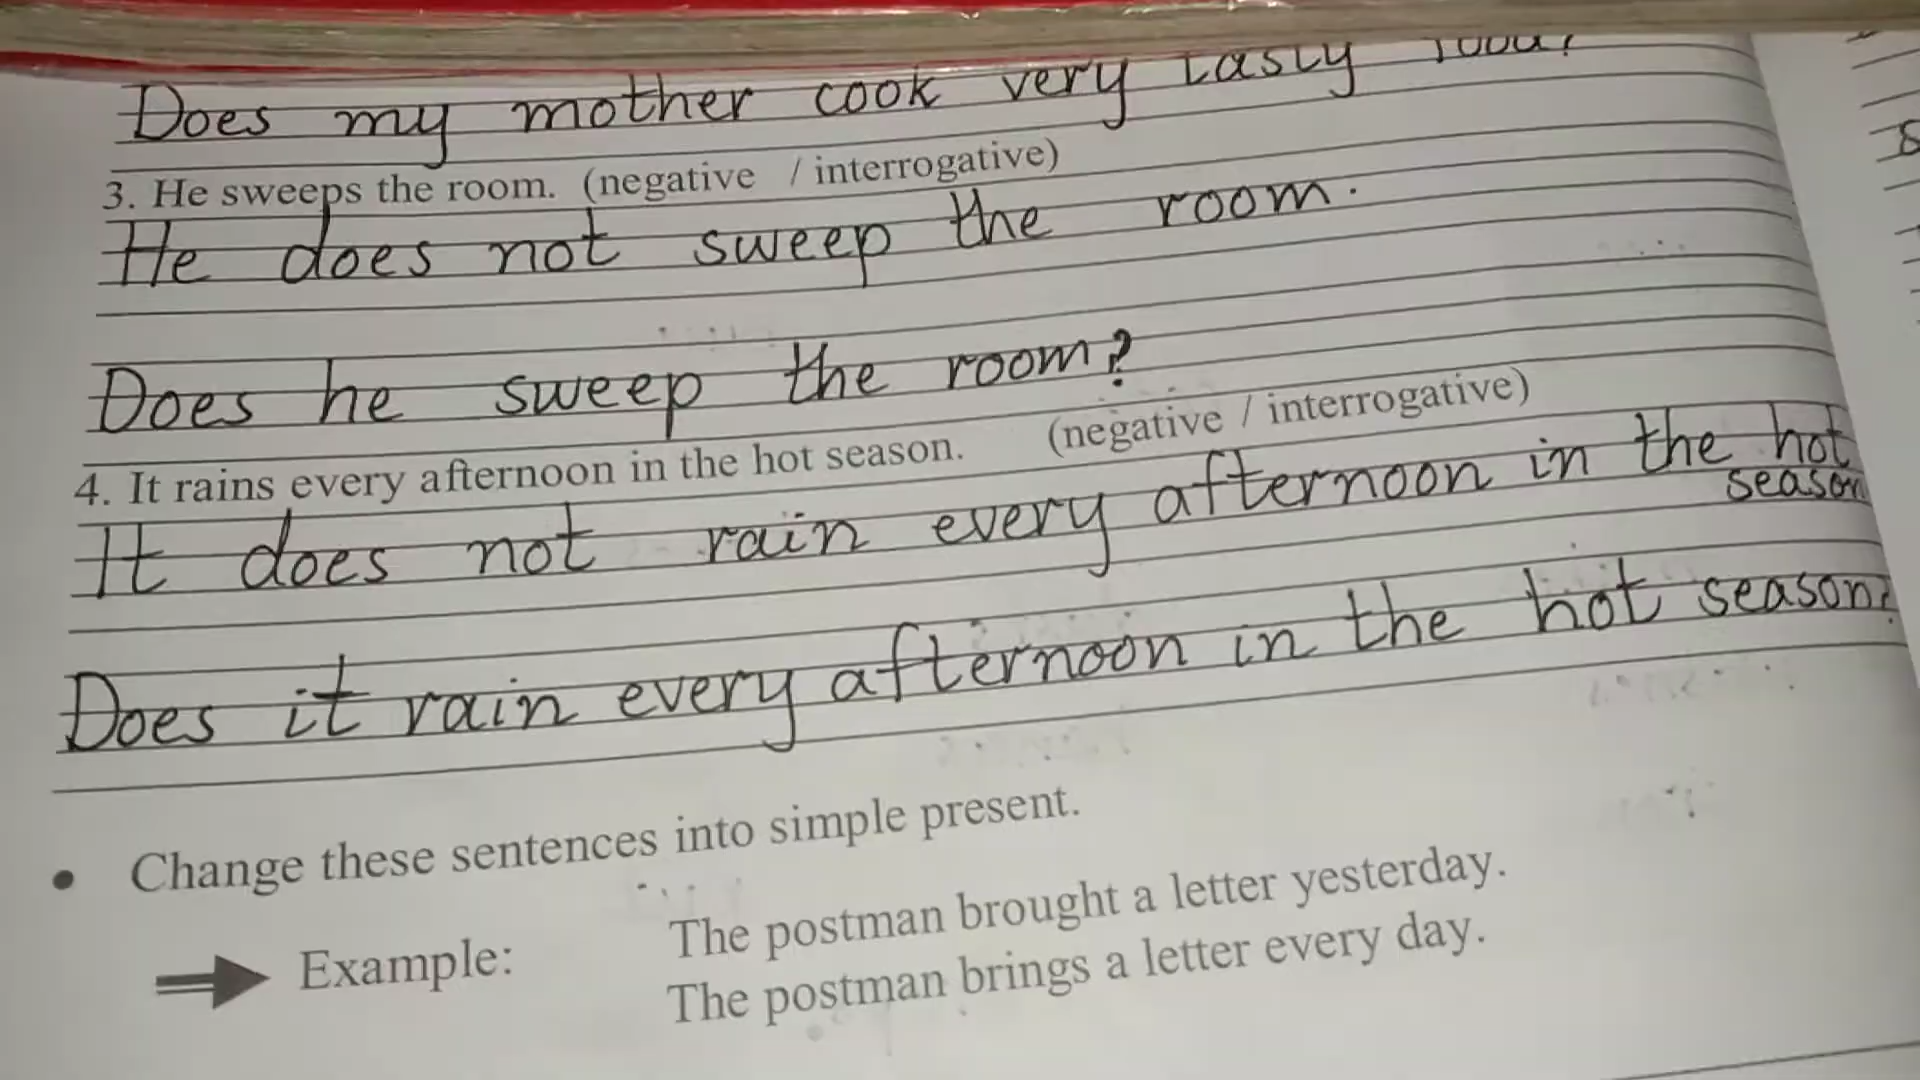 Does my mother cook very tasty food?
3. He sweeps the room. (negative / interrogative)
He does not sweep the room.
Does he sweep the room?
4. It rains every afternoon in the hot season. (negative / interrogative)
It does not rain every afternoon in the hot
season
Does it rain every afternoon in the hot season?
• Change these sentences into simple present.
Example: The postman brought a letter yesterday.
The postman brings a letter every day.